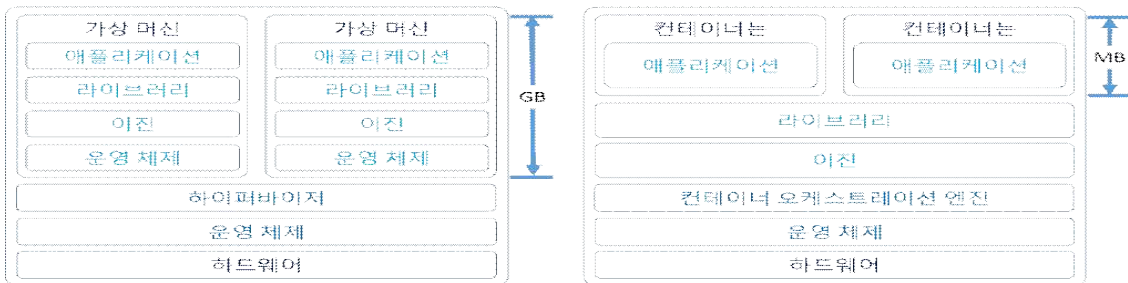 가상 머신
애플리케이션
라이브러리
이진
운영 체제
가상 머신
애플리케이션
라이브러리
이진
운영 체제
GB
하이퍼바이저
운영 체제
하드웨어
컨테이너는
애플리케이션
컨테이너는
애플리케이션
MB
라이브러리
이진
컨테이너 오케스트레이션 엔진
운영 체제
하드웨어